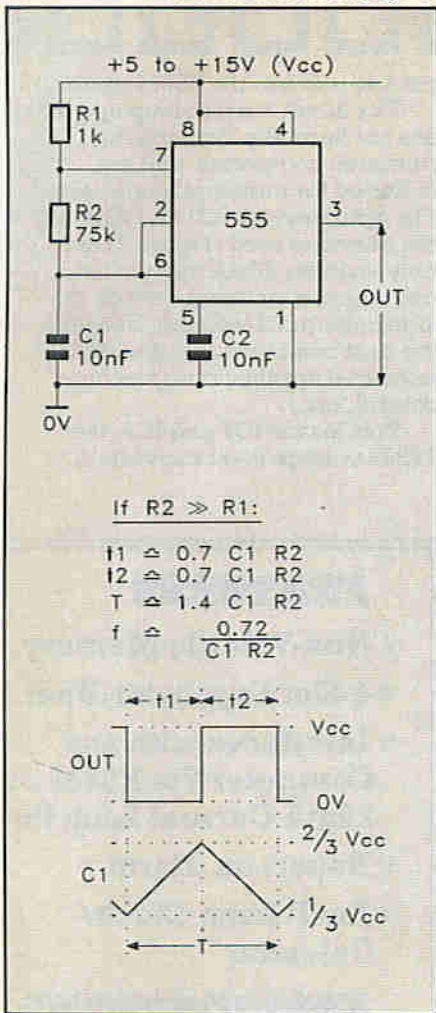 +5 to +15V (Vcc)
R1
1k
8
4
7
R2
75k
2
555
3
6
OUT
5
1
C1
10nF
C2
10nF
0V
If R2 ≫ R1:
t1 ≏ 0.7 C1 R2
t2 ≏ 0.7 C1 R2
T ≏ 1.4 C1 R2
f ≏ 0.72
C1 R2
t1
t2
OUT
Vcc
0V
2/3 Vcc
C1
1/3 Vcc
T